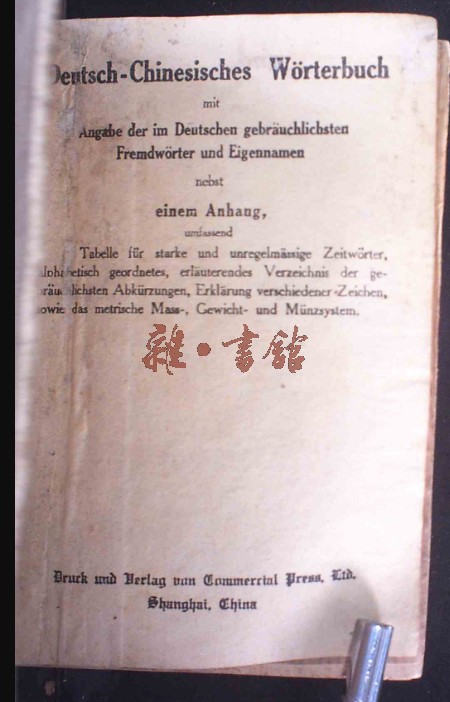 Deutsch-Chinesisches Wörterbuch
mit
Angabe der im Deutschen gebräuchlichsten
Fremdwörter und Eigennamen
nebst
einem Anhang,
umfassend
Tabelle für starke und unregelmässige Zeitwörter,
alphabetisch geordnetes, erläuterendes Verzeichnis der ge-
bräuchlichsten Abkürzungen, Erklärung verschiedener Zeichen,
sowie das metrische Mass-, Gewicht- und Münzsystem.
雜·書館
Druck und Verlag von Commercial Press, Ltd.
Shanghai, China